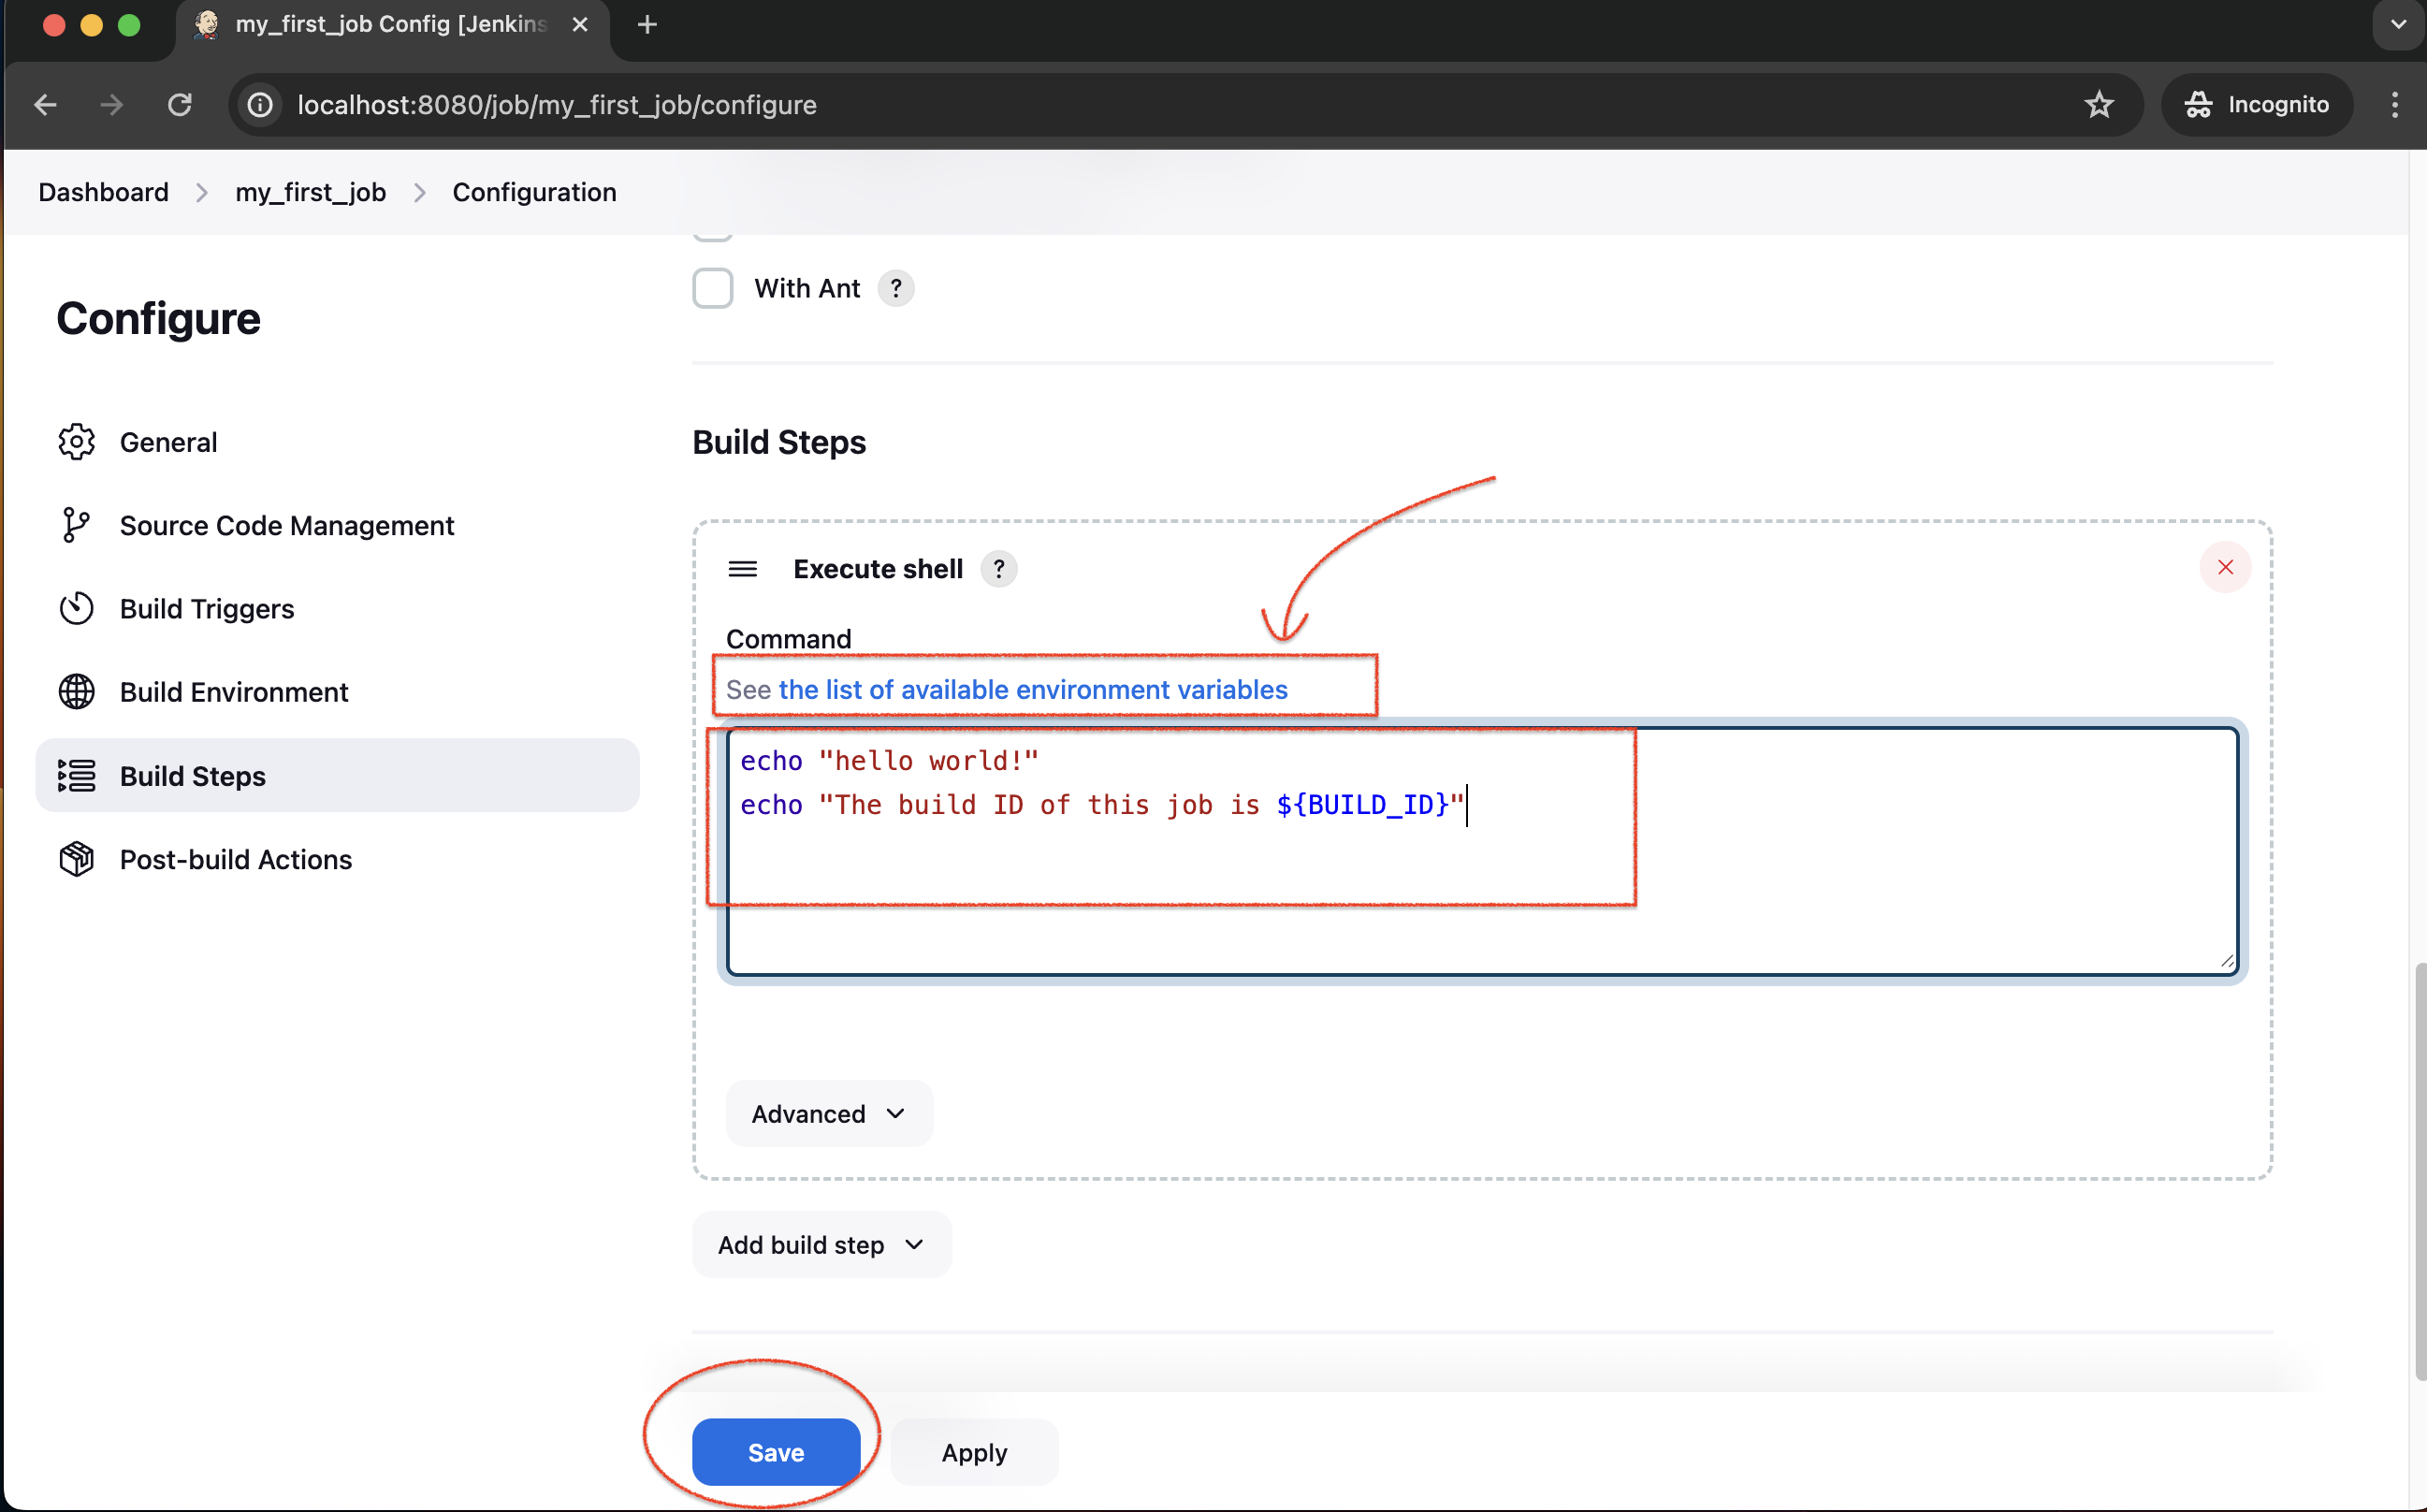 my_first_job Config [Jenkins
localhost:8080/job/my_first_job/configure
Incognito
Dashboard > my_first_job > Configuration
Configure
General
Source Code Management
Build Triggers
Build Environment
Build Steps
Post-build Actions
With Ant ?
Build Steps
Execute shell ?
Command
See the list of available environment variables
echo "hello world!"
echo "The build ID of this job is ${BUILD_ID}"
Advanced
Add build step
Save
Apply